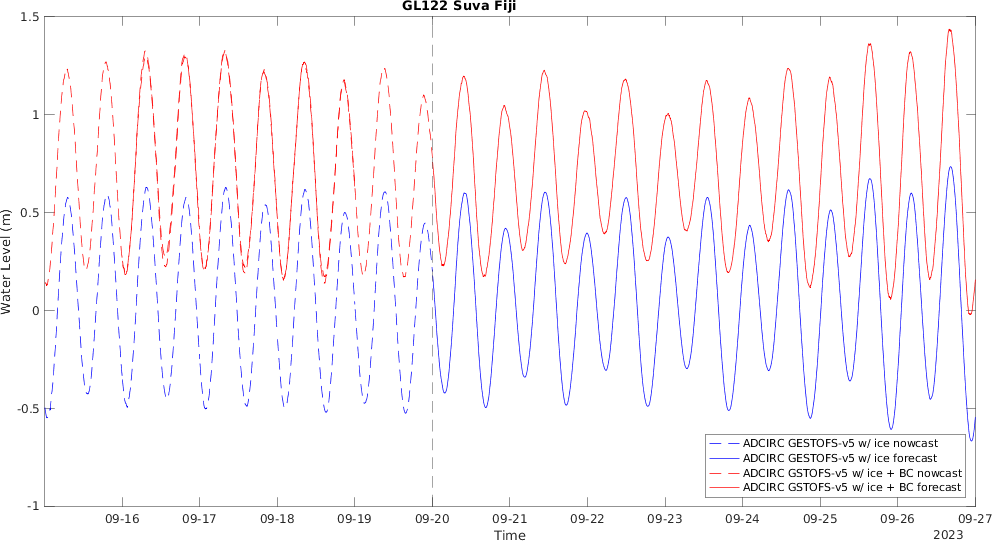 GL122 Suva Fiji
1.5
1
0.5
0
-0.5
-1
Water Level (m)
ADCIRC GESTOFS-v5 w/ ice nowcast
ADCIRC GESTOFS-v5 w/ ice forecast
ADCIRC GSTOFS-v5 w/ ice + BC nowcast
ADCIRC GSTOFS-v5 w/ ice + BC forecast
09-16 09-17 09-18 09-19 09-20 09-21 09-22 09-23 09-24 09-25 09-26 09-27
Time
2023